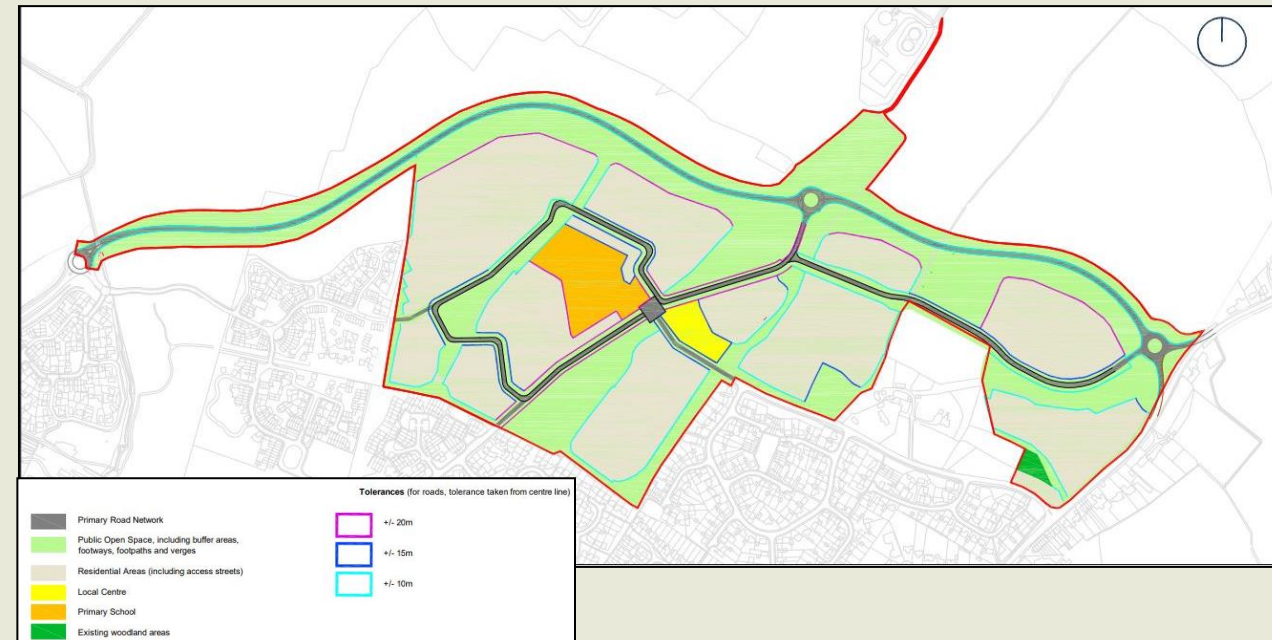 Tolerances (for roads, tolerance taken from centre line)
Primary Road Network
Public Open Space, including buffer areas,
footways, footpaths and verges
Residential Areas (including access streets)
Local Centre
Primary School
Existing woodland areas
+/- 20m
+/- 15m
+/- 10m